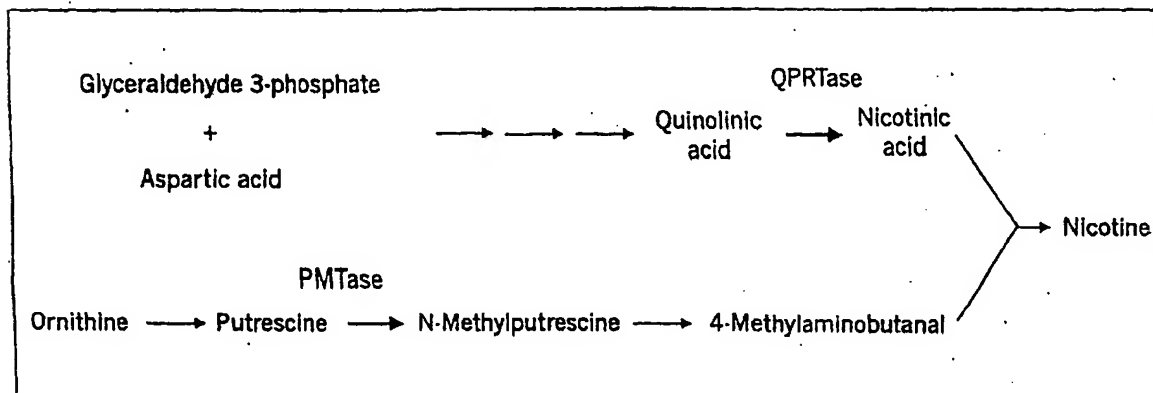 QPRTase
Glyceraldehyde 3-phosphate
+
Aspartic acid
Quinolinic
acid
Nicotinic
acid
Nicotine
PMTase
Ornithine
Putrescine
N-Methylputrescine
4-Methylaminobutanal